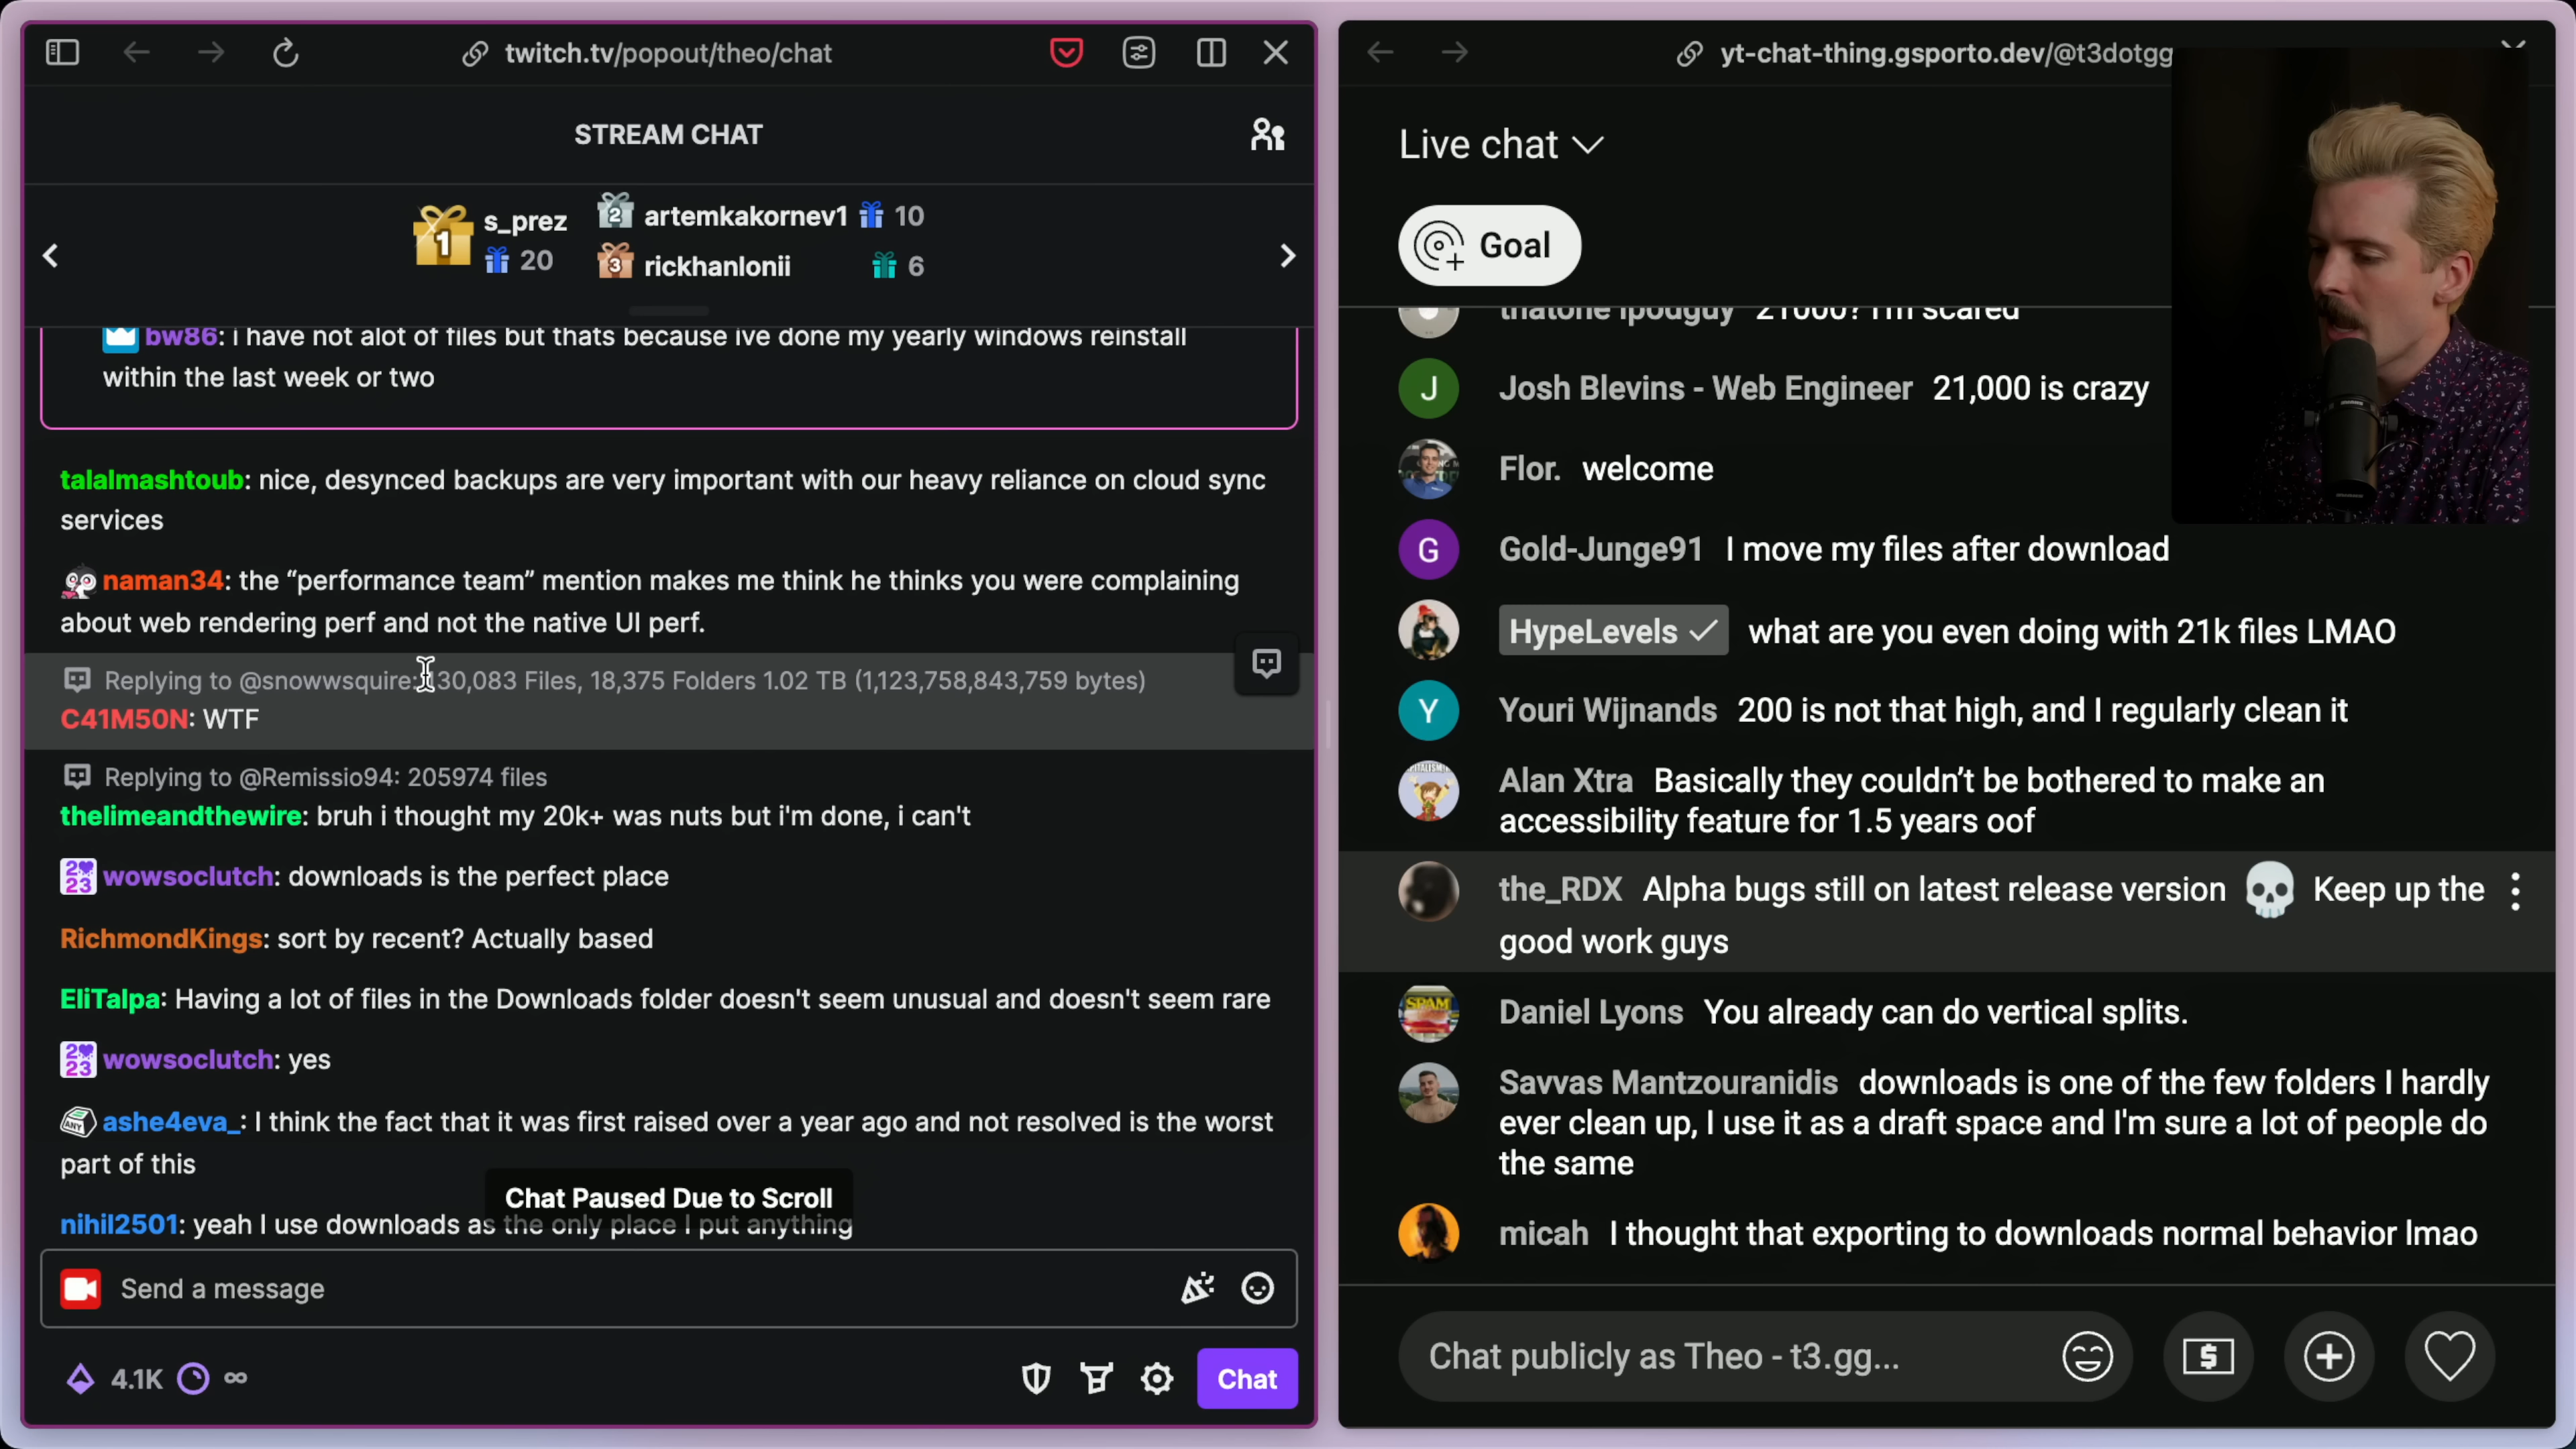 twitch.tv/popout/theo/chat
STREAM CHAT
1
s_prez
20
2
artemkakornev1
10
3
rickhanlonii
6
bw86: i have not alot of files but thats because ive done my yearly windows reinstall
within the last week or two
talalmashtoub: nice, desynced backups are very important with our heavy reliance on cloud sync
services
naman34: the “performance team” mention makes me think he thinks you were complaining
about web rendering perf and not the native UI perf.
Replying to @snowwsquire: 30,083 Files, 18,375 Folders 1.02 TB (1,123,758,843,759 bytes)
C41M50N: WTF
Replying to @Remissio94: 205974 files
thelimeandthewire: bruh i thought my 20k+ was nuts but i'm done, i can't
2023 wowsoclutch: downloads is the perfect place
RichmondKings: sort by recent? Actually based
EliTalpa: Having a lot of files in the Downloads folder doesn't seem unusual and doesn't seem rare
2023 wowsoclutch: yes
ANY ashe4eva_: I think the fact that it was first raised over a year ago and not resolved is the worst
part of this
Chat Paused Due to Scroll
nihil2501: yeah I use downloads as the only place I put anything
Send a message
4.1K
∞
Chat
yt-chat-thing.gsporto.dev/@t3dotgg
Live chat
Goal
thatone ipodguy 21000? I'm scared
J Josh Blevins - Web Engineer 21,000 is crazy
Flor. welcome
G Gold-Junge91 I move my files after download
HypeLevels ✓ what are you even doing with 21k files LMAO
Y Youri Wijnands 200 is not that high, and I regularly clean it
Alan Xtra Basically they couldn’t be bothered to make an
accessibility feature for 1.5 years oof
the_RDX Alpha bugs still on latest release version 💀 Keep up the
good work guys
SPAM Daniel Lyons You already can do vertical splits.
Savvas Mantzouranidis downloads is one of the few folders I hardly
ever clean up, I use it as a draft space and I'm sure a lot of people do
the same
micah I thought that exporting to downloads normal behavior lmao
Chat publicly as Theo - t3.gg...
$